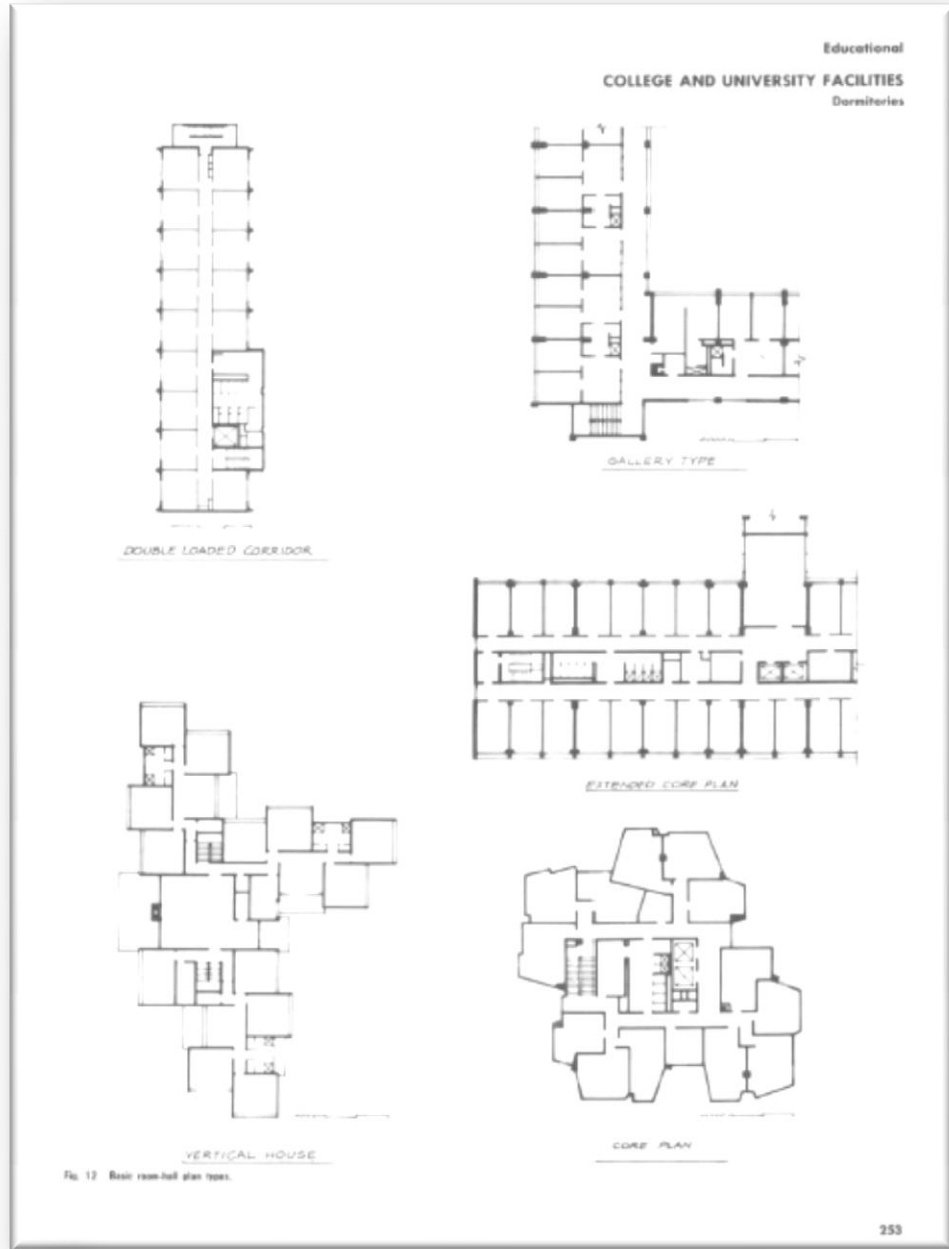 Educational
COLLEGE AND UNIVERSITY FACILITIES
Dormitories
DOUBLE LOADED CORRIDOR
GALLERY TYPE
EXTENDED CORE PLAN
VERTICAL HOUSE
CORE PLAN
Fig. 12 Basic room-hall plan types.
253